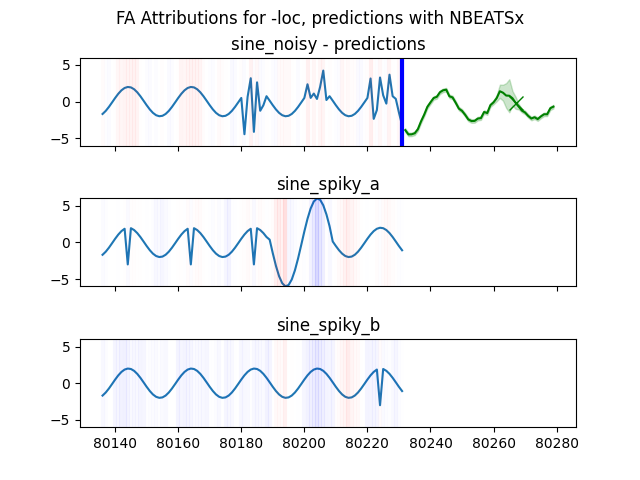 FA Attributions for -loc, predictions with NBEATSx
sine_noisy - predictions
5
0
−5
sine_spiky_a
5
0
−5
sine_spiky_b
5
0
−5
80140 80160 80180 80200 80220 80240 80260 80280